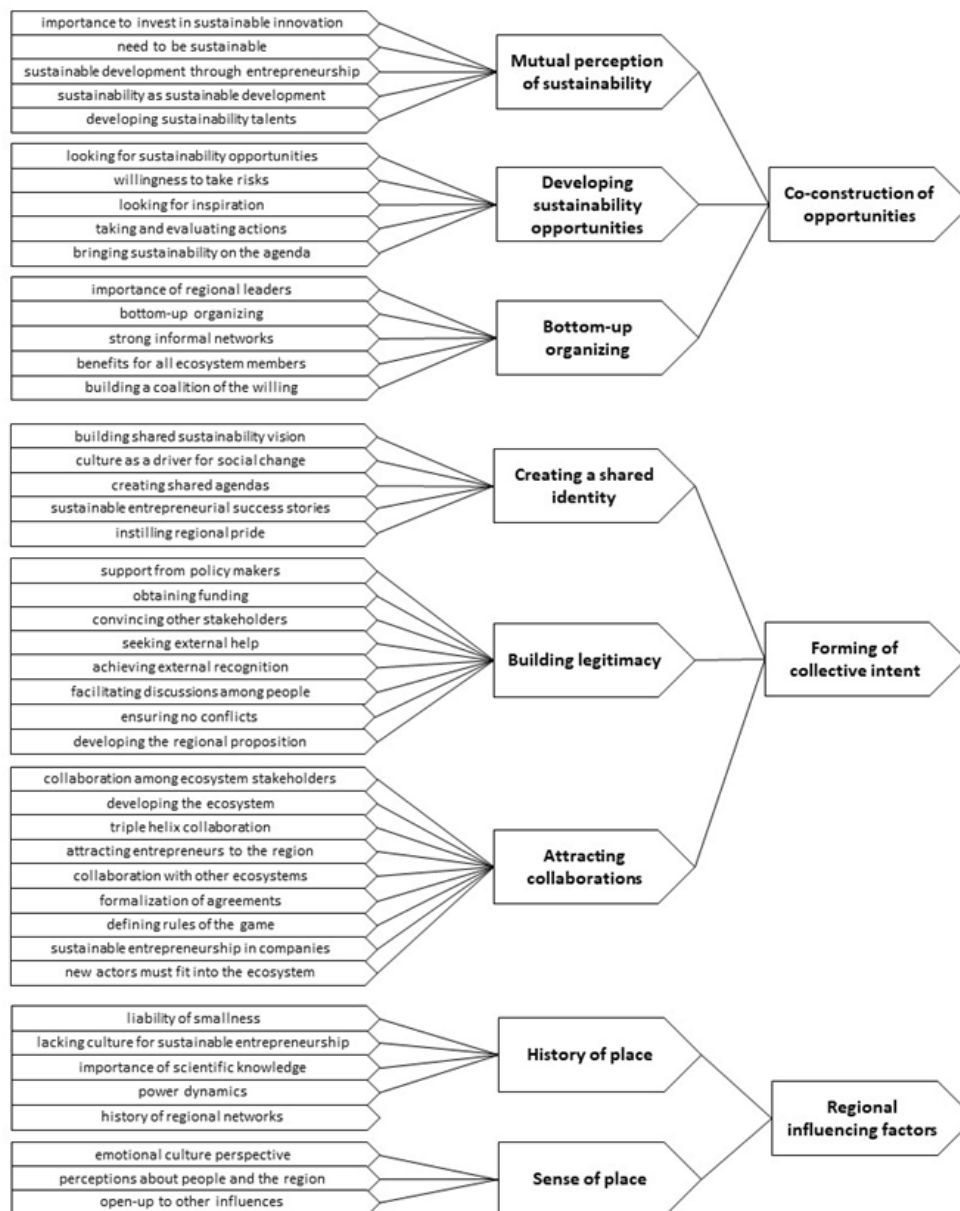 importance to invest in sustainable innovation
need to be sustainable
sustainable development through entrepreneurship
sustainability as sustainable development
developing sustainability talents
Mutual perception
of sustainability
looking for sustainability opportunities
willingness to take risks
looking for inspiration
taking and evaluating actions
bringing sustainability on the agenda
Developing
sustainability
opportunities
importance of regional leaders
bottom-up organizing
strong informal networks
benefits for all ecosystem members
building a coalition of the willing
Bottom-up
organizing
Co-construction of
opportunities
building shared sustainability vision
culture as a driver for social change
creating shared agendas
sustainable entrepreneurial success stories
instilling regional pride
Creating a shared
identity
support from policy makers
obtaining funding
convincing other stakeholders
seeking external help
achieving external recognition
facilitating discussions among people
ensuring no conflicts
developing the regional proposition
Building legitimacy
collaboration among ecosystem stakeholders
developing the ecosystem
triple helix collaboration
attracting entrepreneurs to the region
collaboration with other ecosystems
formalization of agreements
defining rules of the game
sustainable entrepreneurship in companies
new actors must fit into the ecosystem
Attracting
collaborations
Forming of
collective intent
liability of smallness
lacking culture for sustainable entrepreneurship
importance of scientific knowledge
power dynamics
history of regional networks
History of place
emotional culture perspective
perceptions about people and the region
open-up to other influences
Sense of place
Regional
influencing factors